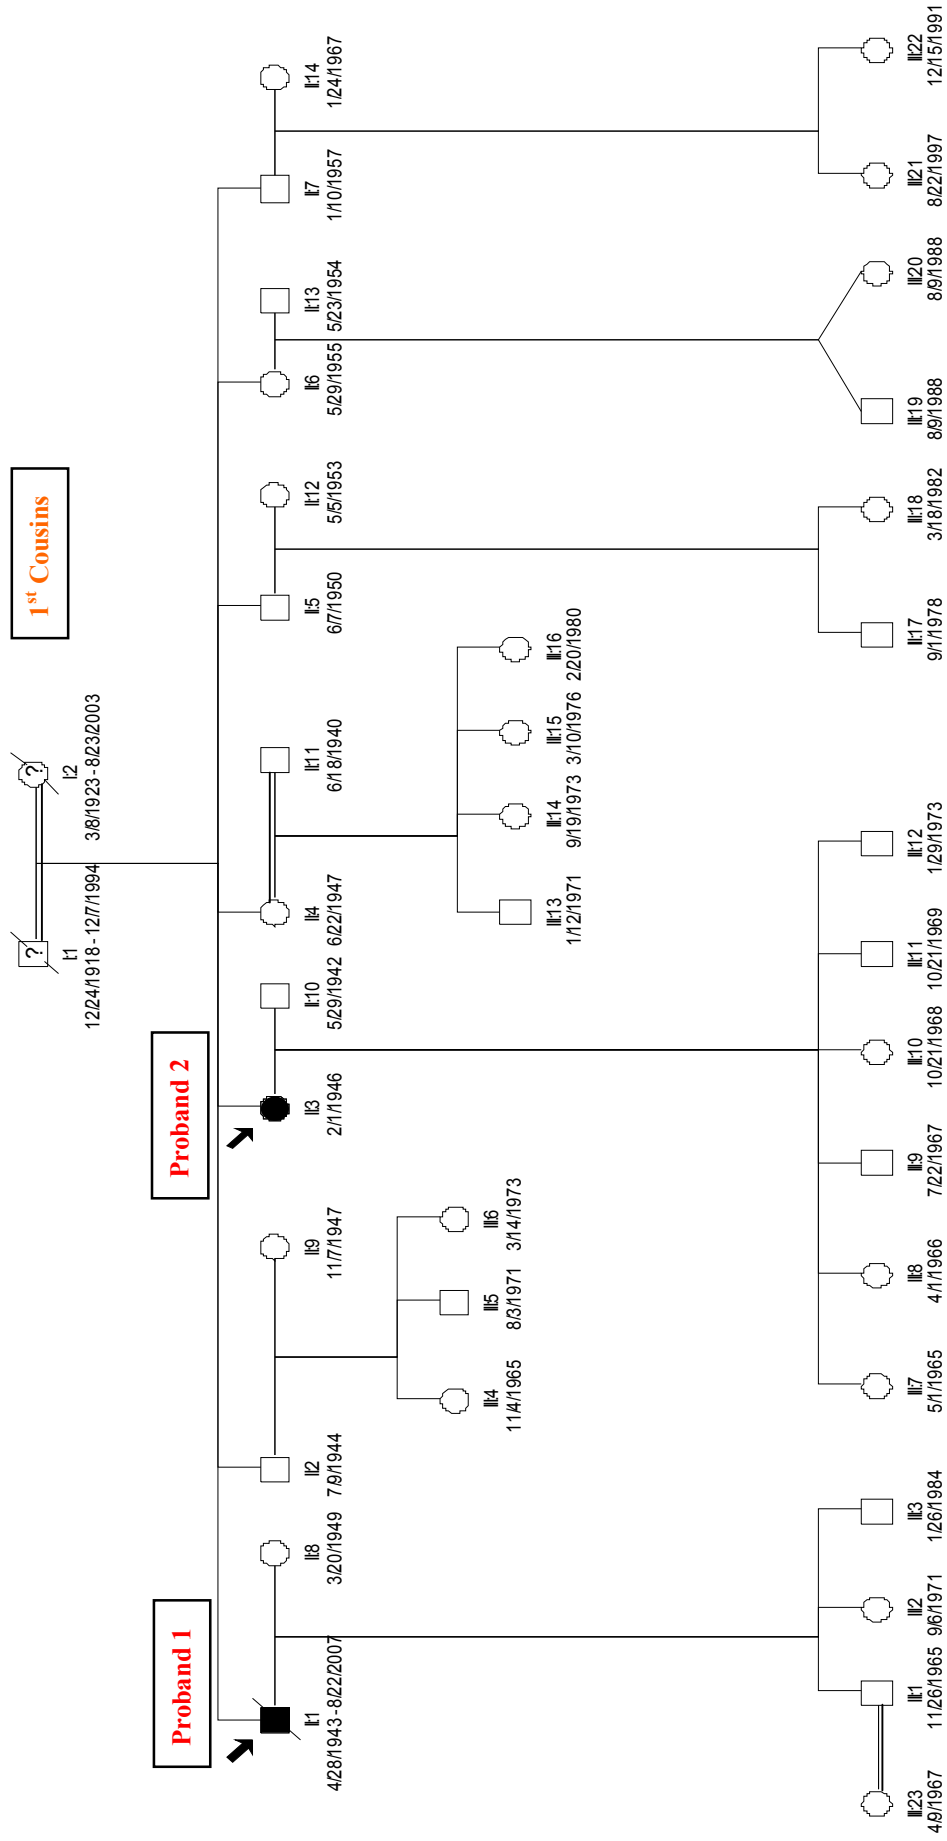 1st Cousins
?
?
I:1
I:2
12/24/1918 - 12/7/1994
3/8/1923 - 8/23/2003
Proband 1
Proband 2
II:1
II:8
II:2
II:9
II:3
II:10
II:4
II:11
II:5
II:12
II:6
II:13
II:7
II:14
4/28/1943 - 8/22/2007
3/20/1949
7/9/1944
11/7/1947
2/1/1946
5/29/1942
6/22/1947
6/18/1940
6/7/1950
5/5/1953
5/29/1955
5/23/1954
1/10/1957
1/24/1967
III:4
III:5
III:6
11/4/1965
8/3/1971
3/14/1973
III:13
III:14
III:15
III:16
1/12/1971
9/19/1973
3/10/1976
2/20/1980
III:23
III:1
III:2
III:3
III:7
III:8
III:9
III:10
III:11
III:12
III:17
III:18
III:19
III:20
III:21
III:22
4/9/1967
11/26/1965
9/6/1971
1/26/1984
5/1/1965
4/1/1966
7/22/1967
10/21/1968
10/21/1969
1/29/1973
9/1/1978
3/18/1982
8/9/1988
8/9/1988
8/22/1997
12/15/1991